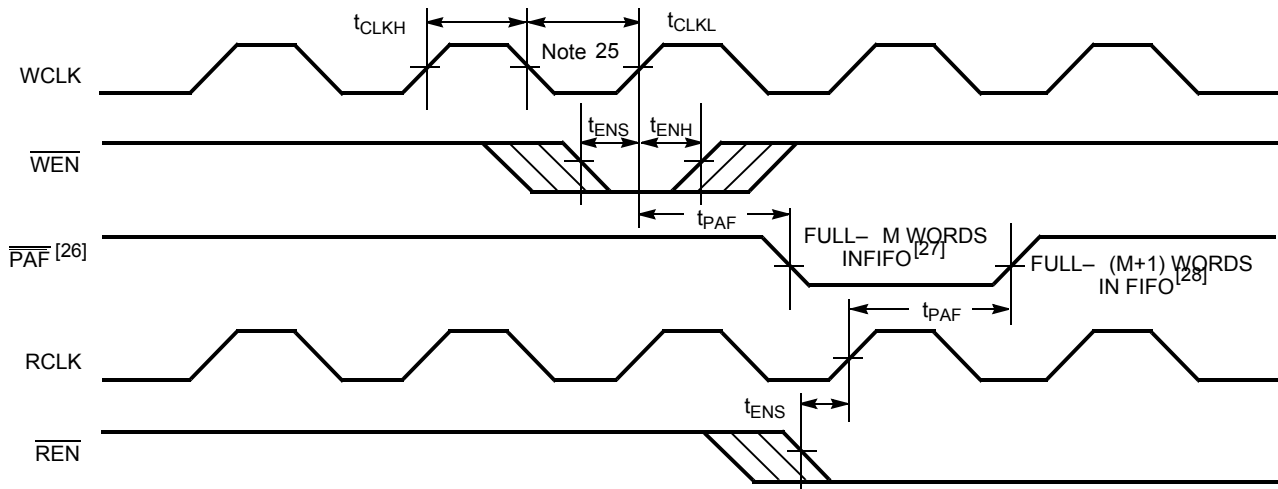 tCLKH
tCLKL
Note 25
WCLK
tENS
tENH
WEN
tPAF
PAF [26]
FULL– M WORDS
INFIFO[27]
FULL– (M+1) WORDS
IN FIFO[28]
tPAF
RCLK
tENS
REN